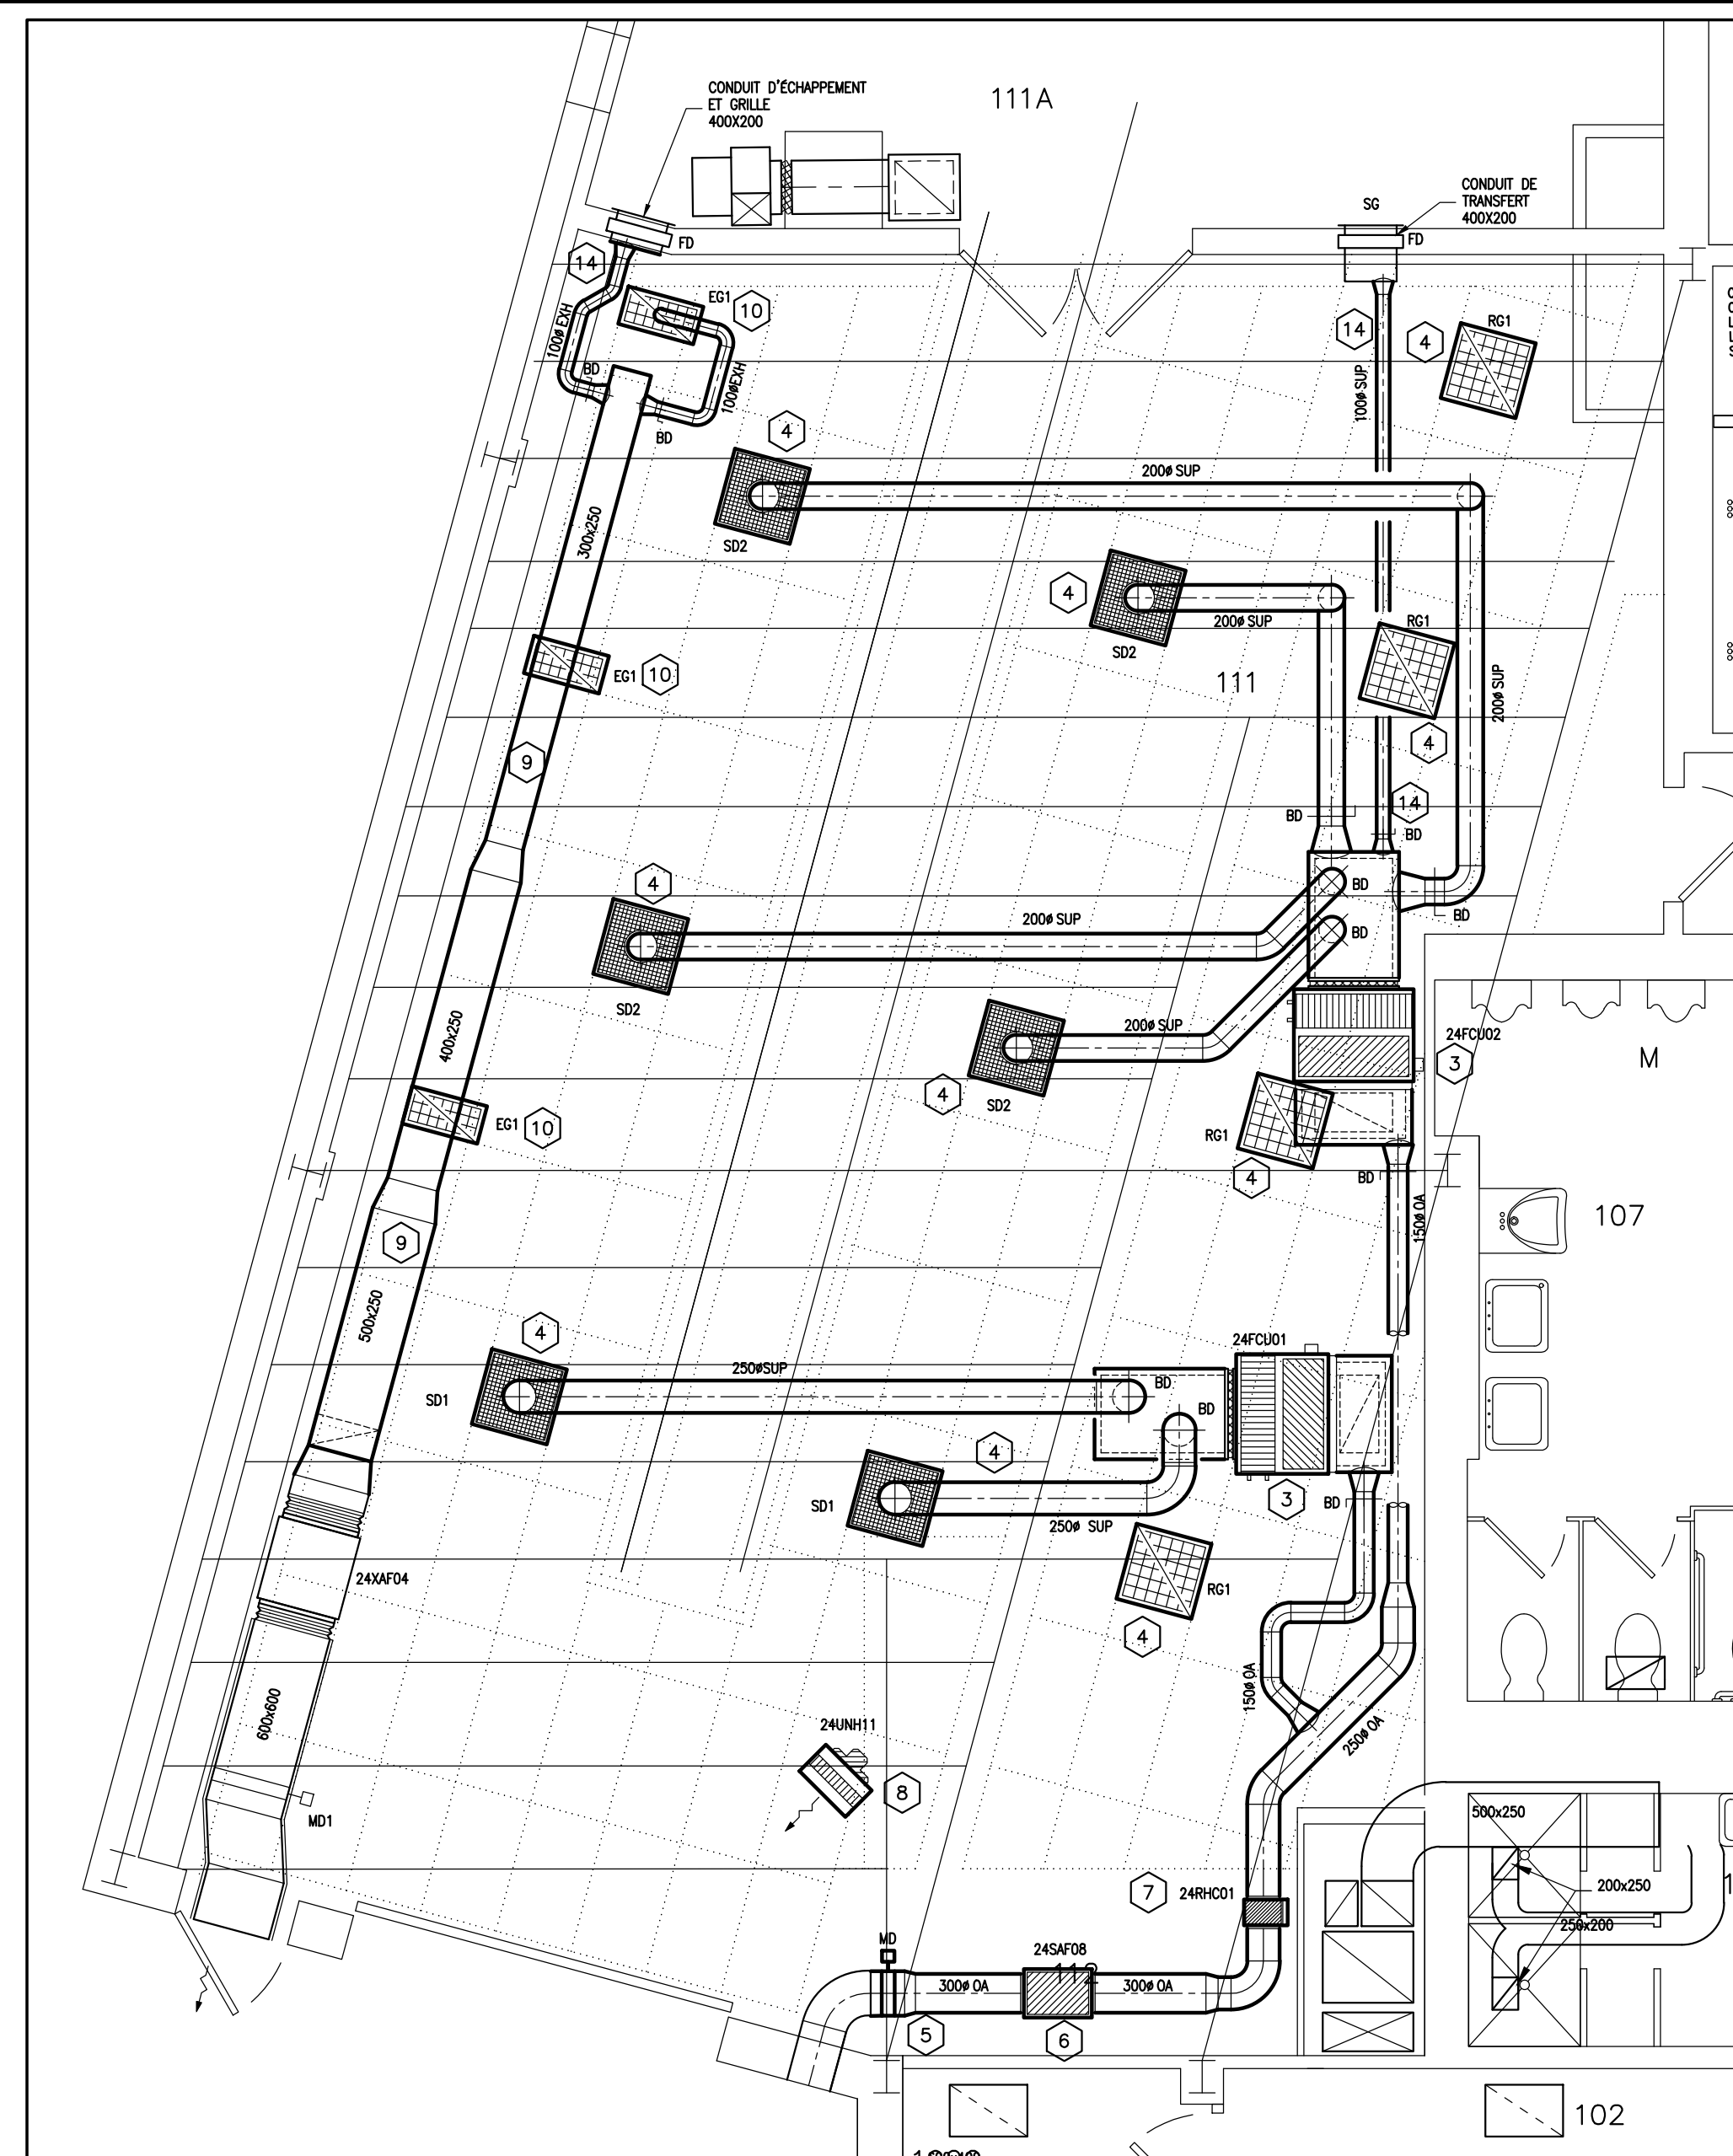 CONDUIT D'ÉCHAPPEMENT
ET GRILLE
400X200
111A
CONDUIT DE
TRANSFERT
400X200
SG
FD
FD
14
EG1
10
100ø EXH
BD
100øEXH
BD
14
4
RG1
100ø SUP
4
200ø SUP
SD2
300x250
4
200ø SUP
SD2
RG1
111
EG1
10
200ø SUP
4
9
14
BD
BD
4
BD
BD
200ø SUP
BD
SD2
400x250
200ø SUP
24FCU02
3
M
4
SD2
EG1
10
RG1
4
BD
150ø OA
107
9
500x250
4
24FCU01
250øSUP
BD
SD1
BD
4
SD1
3
BD
250ø SUP
24XAF04
RG1
4
150ø OA
600x600
24UNH11
250ø OA
8
MD1
500x250
7
24RHC01
200x250
250x200
MD
24SAF08
112
300ø OA
300ø OA
5
6
102